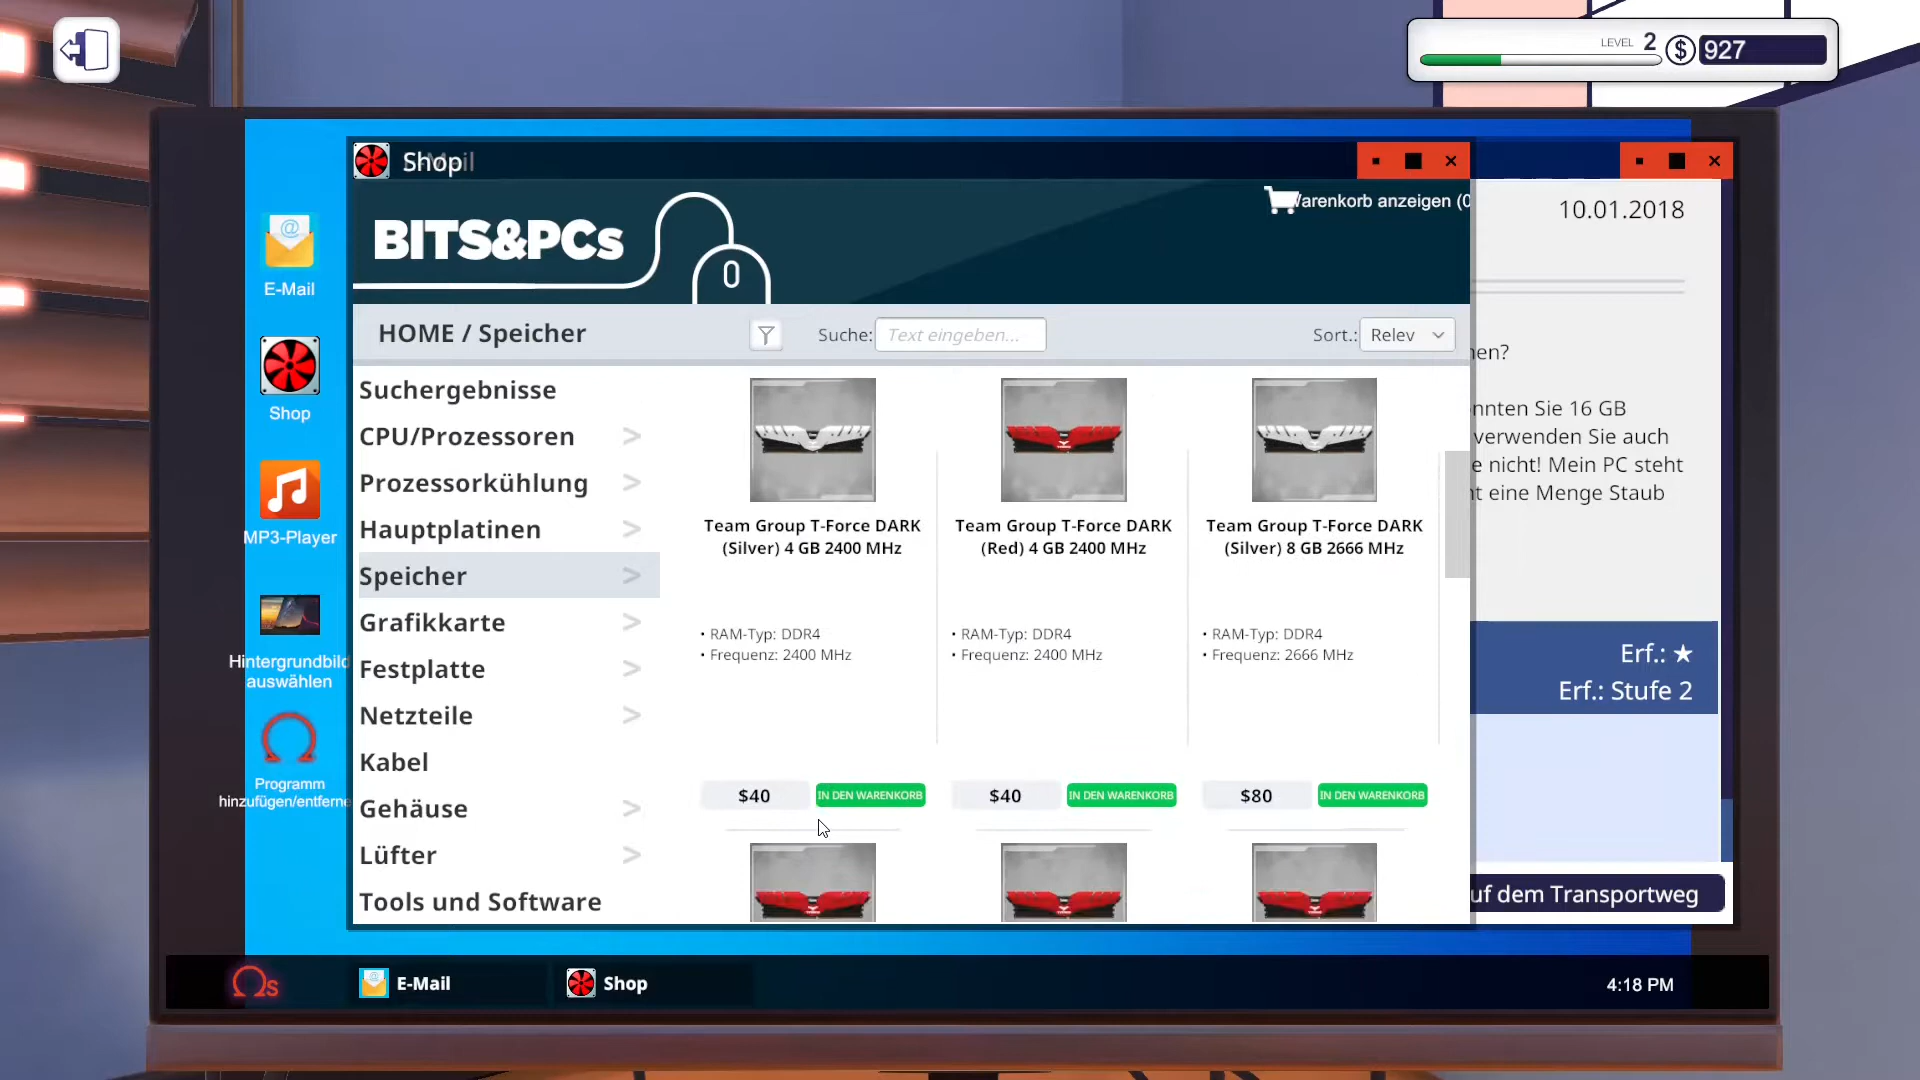 LEVEL 2
$ 927
Shop
BITS&PCs
arenkorb anzeigen (0
10.01.2018
HOME / Speicher
Suche: Text eingeben...
Sort.: Relev
Suchergebnisse
CPU/Prozessoren >
Prozessorkühlung >
Hauptplatinen >
Speicher >
Grafikkarte >
Festplatte >
Netzteile >
Kabel
Gehäuse >
Lüfter >
Tools und Software
Team Group T-Force DARK
(Silver) 4 GB 2400 MHz
• RAM-Typ: DDR4
• Frequenz: 2400 MHz
$40 IN DEN WARENKORB
Team Group T-Force DARK
(Red) 4 GB 2400 MHz
• RAM-Typ: DDR4
• Frequenz: 2400 MHz
$40 IN DEN WARENKORB
Team Group T-Force DARK
(Silver) 8 GB 2666 MHz
• RAM-Typ: DDR4
• Frequenz: 2666 MHz
$80 IN DEN WARENKORB
nen?
nnten Sie 16 GB
verwenden Sie auch
e nicht! Mein PC steht
nt eine Menge Staub
Erf.: ★
Erf.: Stufe 2
uf dem Transportweg
E-Mail
Shop
MP3-Player
Hintergrundbild
auswählen
Programm
hinzufügen/entferne
Ωs
E-Mail
Shop
4:18 PM